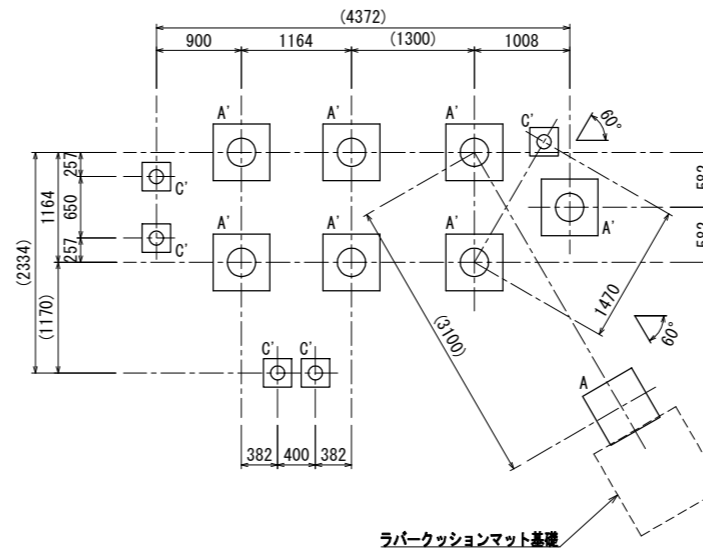 (4372)
900
1164
(1300)
1008
A'
A'
A'
C'
60°
257
1164
650
257
(2334)
(1170)
C'
C'
582
A'
582
A'
A'
A'
1470
(3100)
60°
C'
C'
A
382
400
382
ラバークッションマット基礎